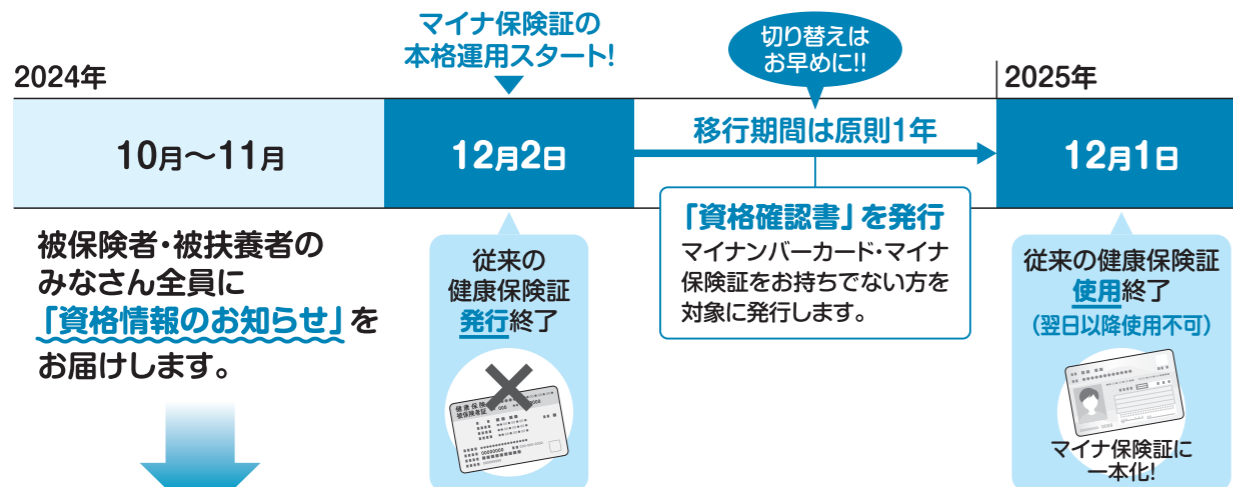 マイナ保険証の
本格運用スタート!
切り替えは
お早めに!!
2024年
2025年
10月〜11月
12月2日
移行期間は原則1年
12月1日
被保険者・被扶養者の
みなさん全員に
「資格情報のお知らせ」を
お届けします。
従来の
健康保険証
発行終了
健康保険
被保険者証
「資格確認書」を発行
マイナンバーカード・マイナ
保険証をお持ちでない方を
対象に発行します。
従来の健康保険証
使用終了
(翌日以降使用不可)
マイナ保険証に
一本化!